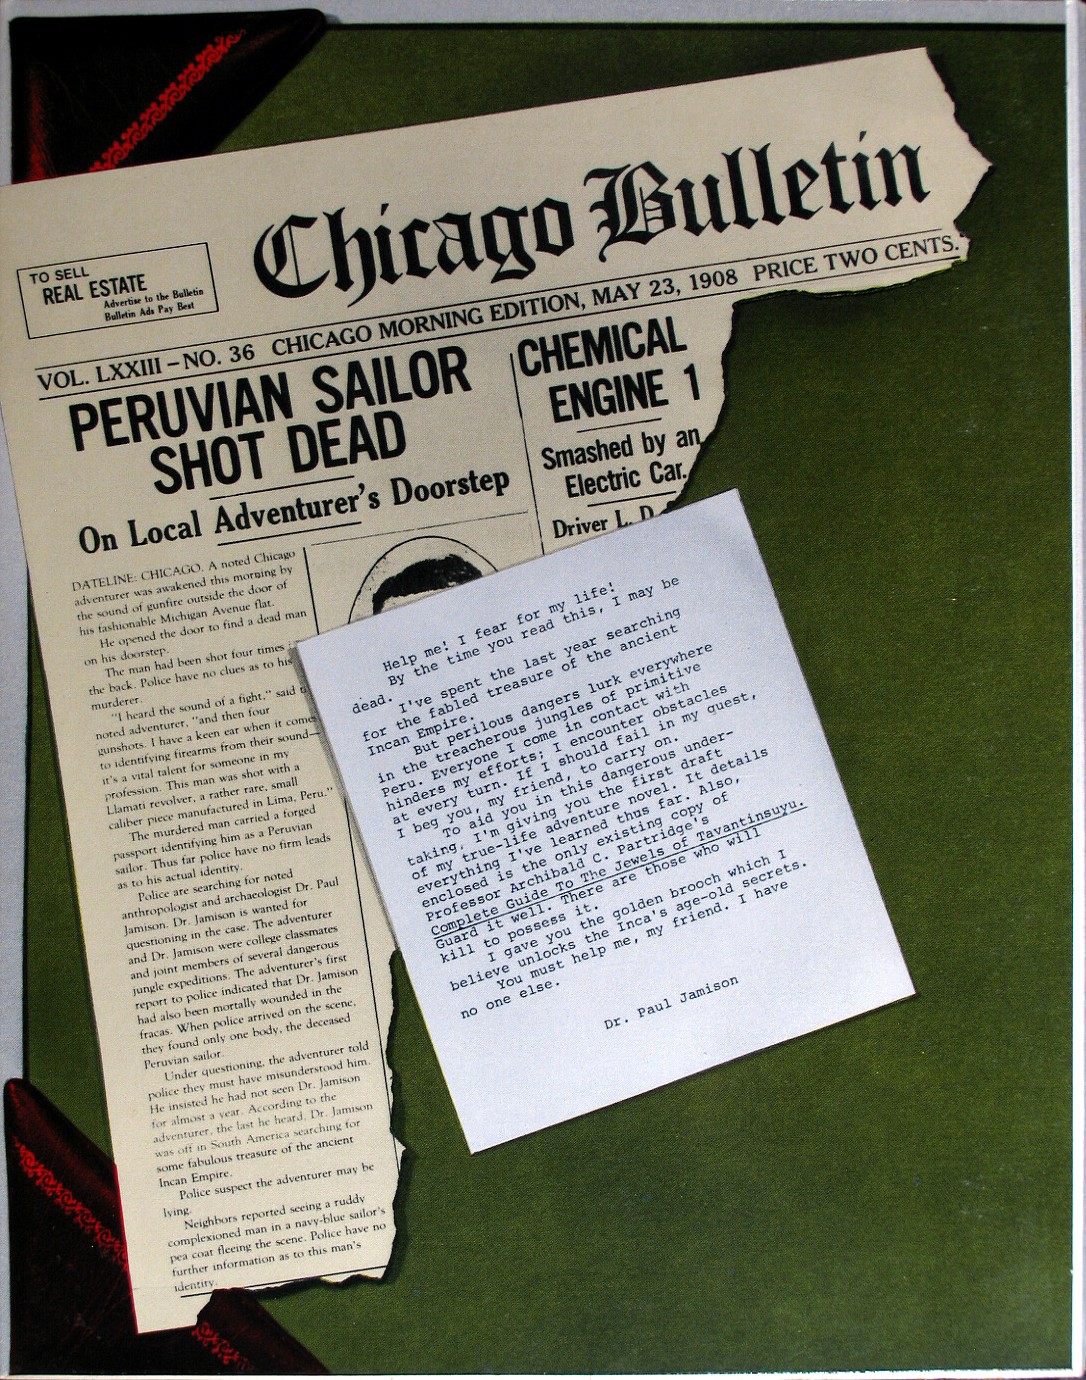 Chicago Bulletin
TO SELL
REAL ESTATE
Advertise to the Bulletin
Bulletin Ads Pay Best
VOL. LXXIII – NO. 36 CHICAGO MORNING EDITION, MAY 23, 1908 PRICE TWO CENTS.
PERUVIAN SAILOR
SHOT DEAD
On Local Adventurer's Doorstep
DATELINE: CHICAGO. A noted Chicago
adventurer was awakened this morning by
the sound of gunfire outside the door of
his fashionable Michigan Avenue flat.
He opened the door to find a dead man
on his doorstep.
The man had been shot four times
the back. Police have no clues as to his
murderer.
"I heard the sound of a fight," said
noted adventurer, "and then four
gunshots. I have a keen ear when it comes
to identifying firearms from their sound—
it's a vital talent for someone in my
profession. This man was shot with a
Llamati revolver, a rather rare, small
caliber piece manufactured in Lima, Peru."
The murdered man carried a forged
passport identifying him as a Peruvian
sailor. Thus far police have no firm leads
as to his actual identity.
Police are searching for noted
anthropologist and archaeologist Dr. Paul
Jamison. Dr. Jamison is wanted for
questioning in the case. The adventurer
and Dr. Jamison were college classmates
and joint members of several dangerous
jungle expeditions. The adventurer's first
report to police indicated that Dr. Jamison
had also been mortally wounded in the
fracas. When police arrived on the scene,
they found only one body, the deceased
Peruvian sailor.
Under questioning, the adventurer told
police they must have misunderstood him.
He insisted he had not seen Dr. Jamison
for almost a year. According to the
adventurer, the last he heard, Dr. Jamison
was off in South America searching for
some fabulous treasure of the ancient
Incan Empire.
Police suspect the adventurer may be
lying.
Neighbors reported seeing a ruddy
complexioned man in a navy-blue sailor's
pea coat fleeing the scene. Police have no
further information as to this man's
identity.
CHEMICAL
ENGINE 1
Smashed by an
Electric Car.
Driver L. D.
Help me! I fear for my life!
By the time you read this, I may be
dead.
I've spent the last year searching
for the fabled treasure of the ancient
Incan Empire.
But perilous dangers lurk everywhere
in the treacherous jungles of primitive
Peru. Everyone I come in contact with
hinders my efforts; I encounter obstacles
at every turn. If I should fail in my quest,
I beg you, my friend, to carry on.
To aid you in this dangerous under-
taking, I'm giving you the first draft
of my true-life adventure novel. It details
everything I've learned thus far. Also,
enclosed is the only existing copy of
Professor Archibald C. Partridge's
Complete Guide To The Jewels of Tavantinsuyu.
Guard it well. There are those who will
kill to possess it.
I gave you the golden brooch which I
believe unlocks the Inca's age-old secrets.
You must help me, my friend. I have
no one else.
Dr. Paul Jamison